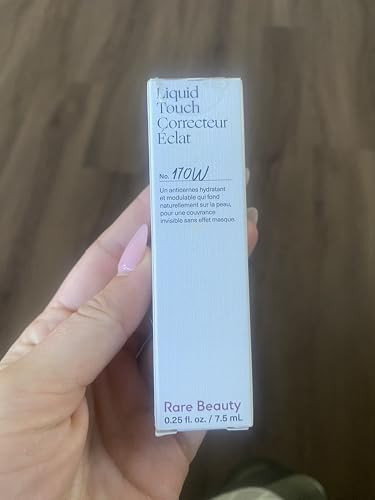 Liquid
Touch
Correcteur
Éclat
No. 170W
Un anticernes hydratant
et modulable qui fond
naturellement sur la peau,
pour une couvrance
invisible sans effet masque.
Rare Beauty
0.25 fl. oz. / 7.5 mL